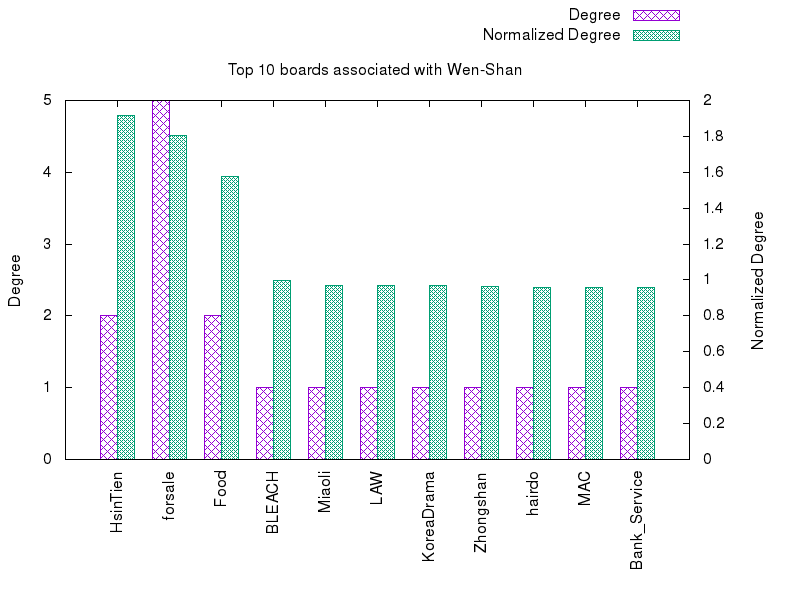 Degree
Normalized Degree
Top 10 boards associated with Wen-Shan
5
4
3
2
1
0
2
1.8
1.6
1.4
1.2
1
0.8
0.6
0.4
0.2
0
Degree
Normalized Degree
HsinTien
forsale
Food
BLEACH
Miaoli
LAW
KoreaDrama
Zhongshan
hairdo
MAC
Bank_Service